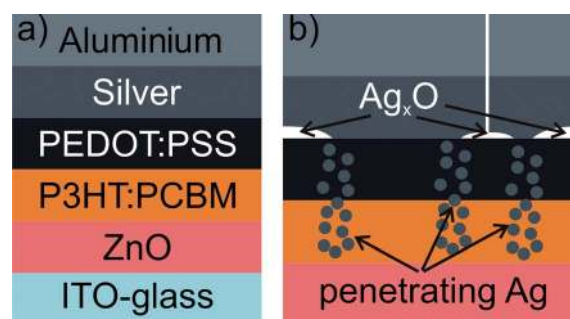 a)
Aluminium
Silver
PEDOT:PSS
P3HT:PCBM
ZnO
ITO-glass
b)
AgₓO
penetrating Ag